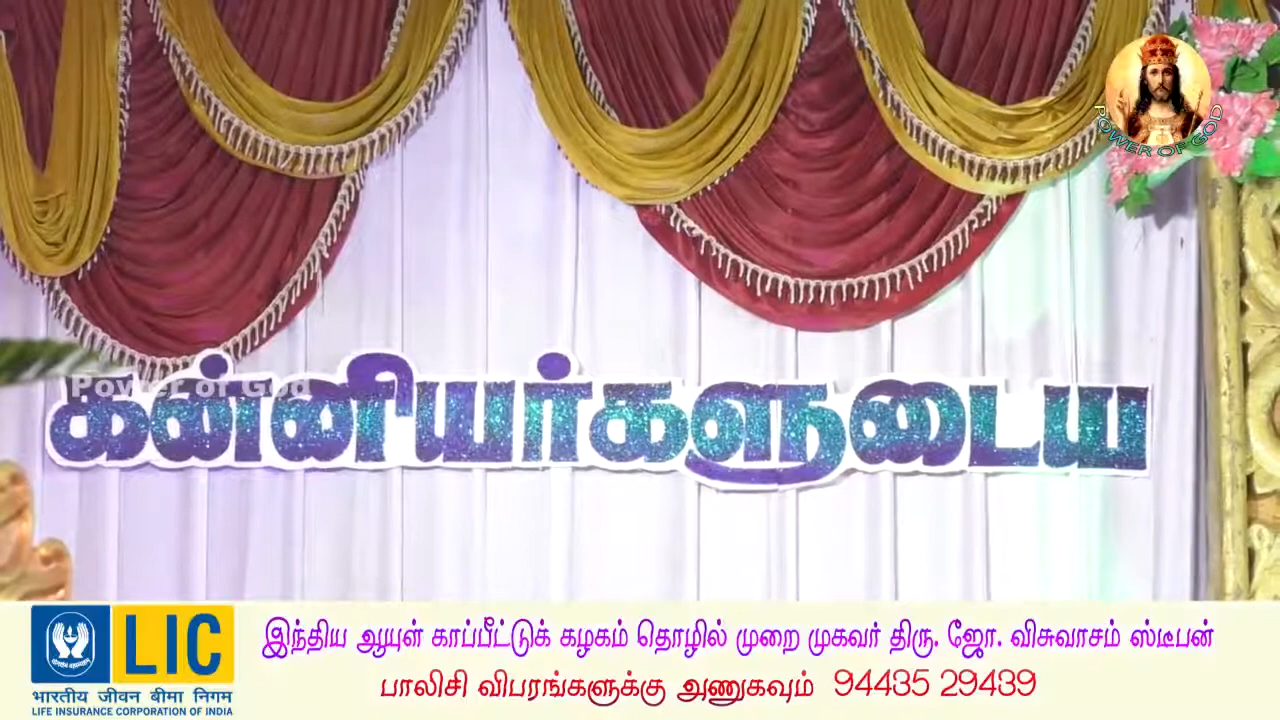 POWER OF GOD
Power of God
கன்னியர்களுடைய
LIC
இந்திய ஆயுள் காப்பீட்டுக் கழகம் தொழில் முறை முகவர் திரு. ஜோ. விசுவாசம் ஸ்டீபன்
भारतीय जीवन बीमा निगम
LIFE INSURANCE CORPORATION OF INDIA
பாலிசி விபரங்களுக்கு அணுகவும் 94435 29439